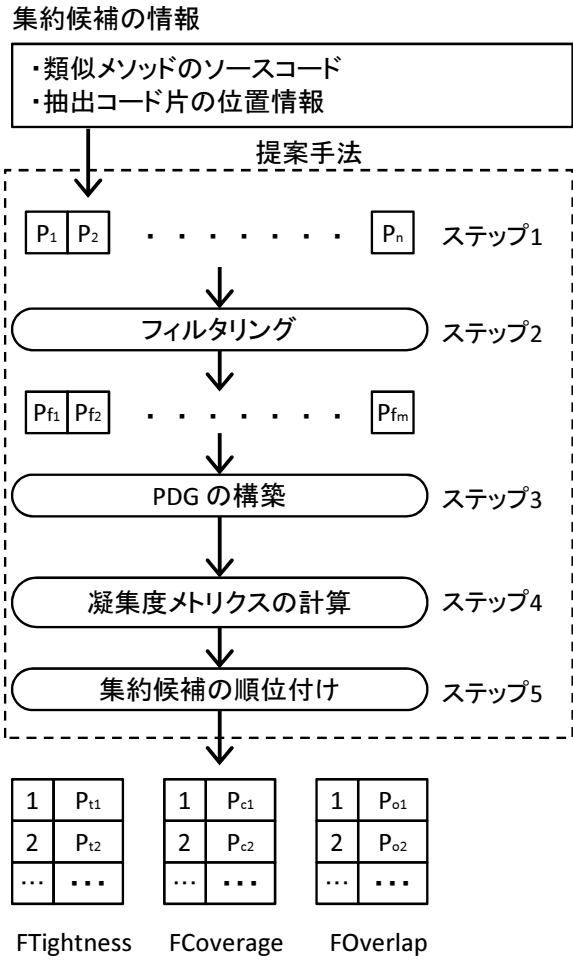 集約候補の情報
・類似メソッドのソースコード
・抽出コード片の位置情報
提案手法
P1 P2 ・・・・・・・ Pn ステップ1
フィルタリング ステップ2
Pf1 Pf2 ・・・・・・・ Pfm
PDG の構築 ステップ3
凝集度メトリクスの計算 ステップ4
集約候補の順位付け ステップ5
1 Pt1 1 Pc1 1 Po1
2 Pt2 2 Pc2 2 Po2
… … … … … …
FTightness FCoverage FOverlap